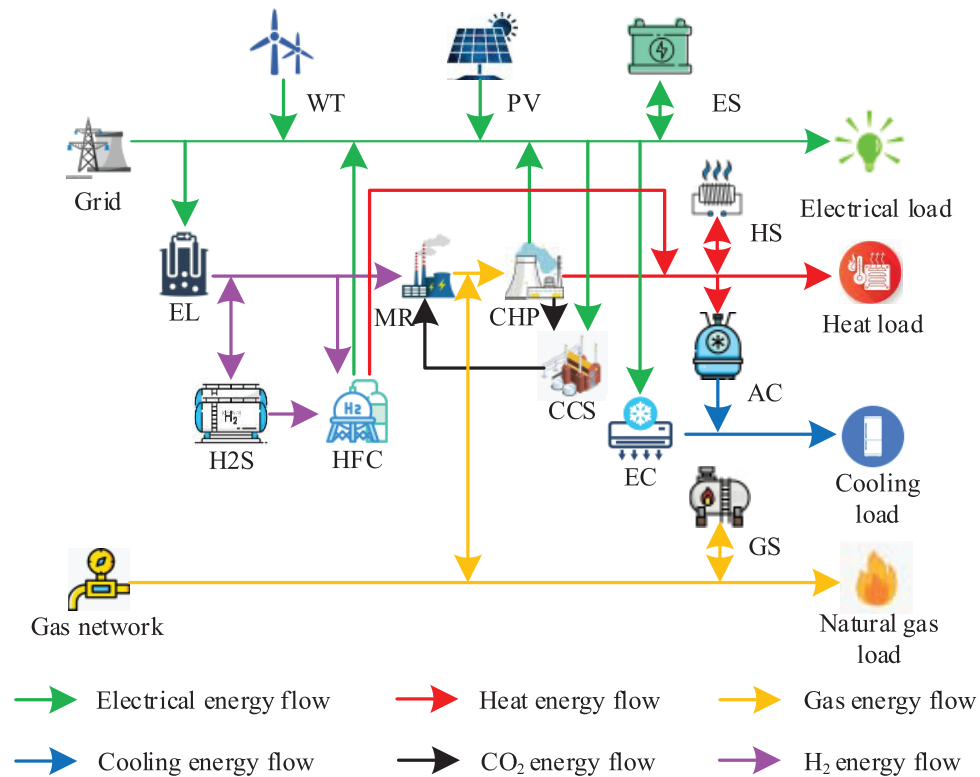 WT
PV
ES
Grid
Electrical load
HS
EL
MR
CHP
Heat load
H₂
H2
CCS
AC
H2S
HFC
EC
Cooling
load
GS
Gas network
Natural gas
load
Electrical energy flow
Heat energy flow
Gas energy flow
Cooling energy flow
CO₂ energy flow
H₂ energy flow